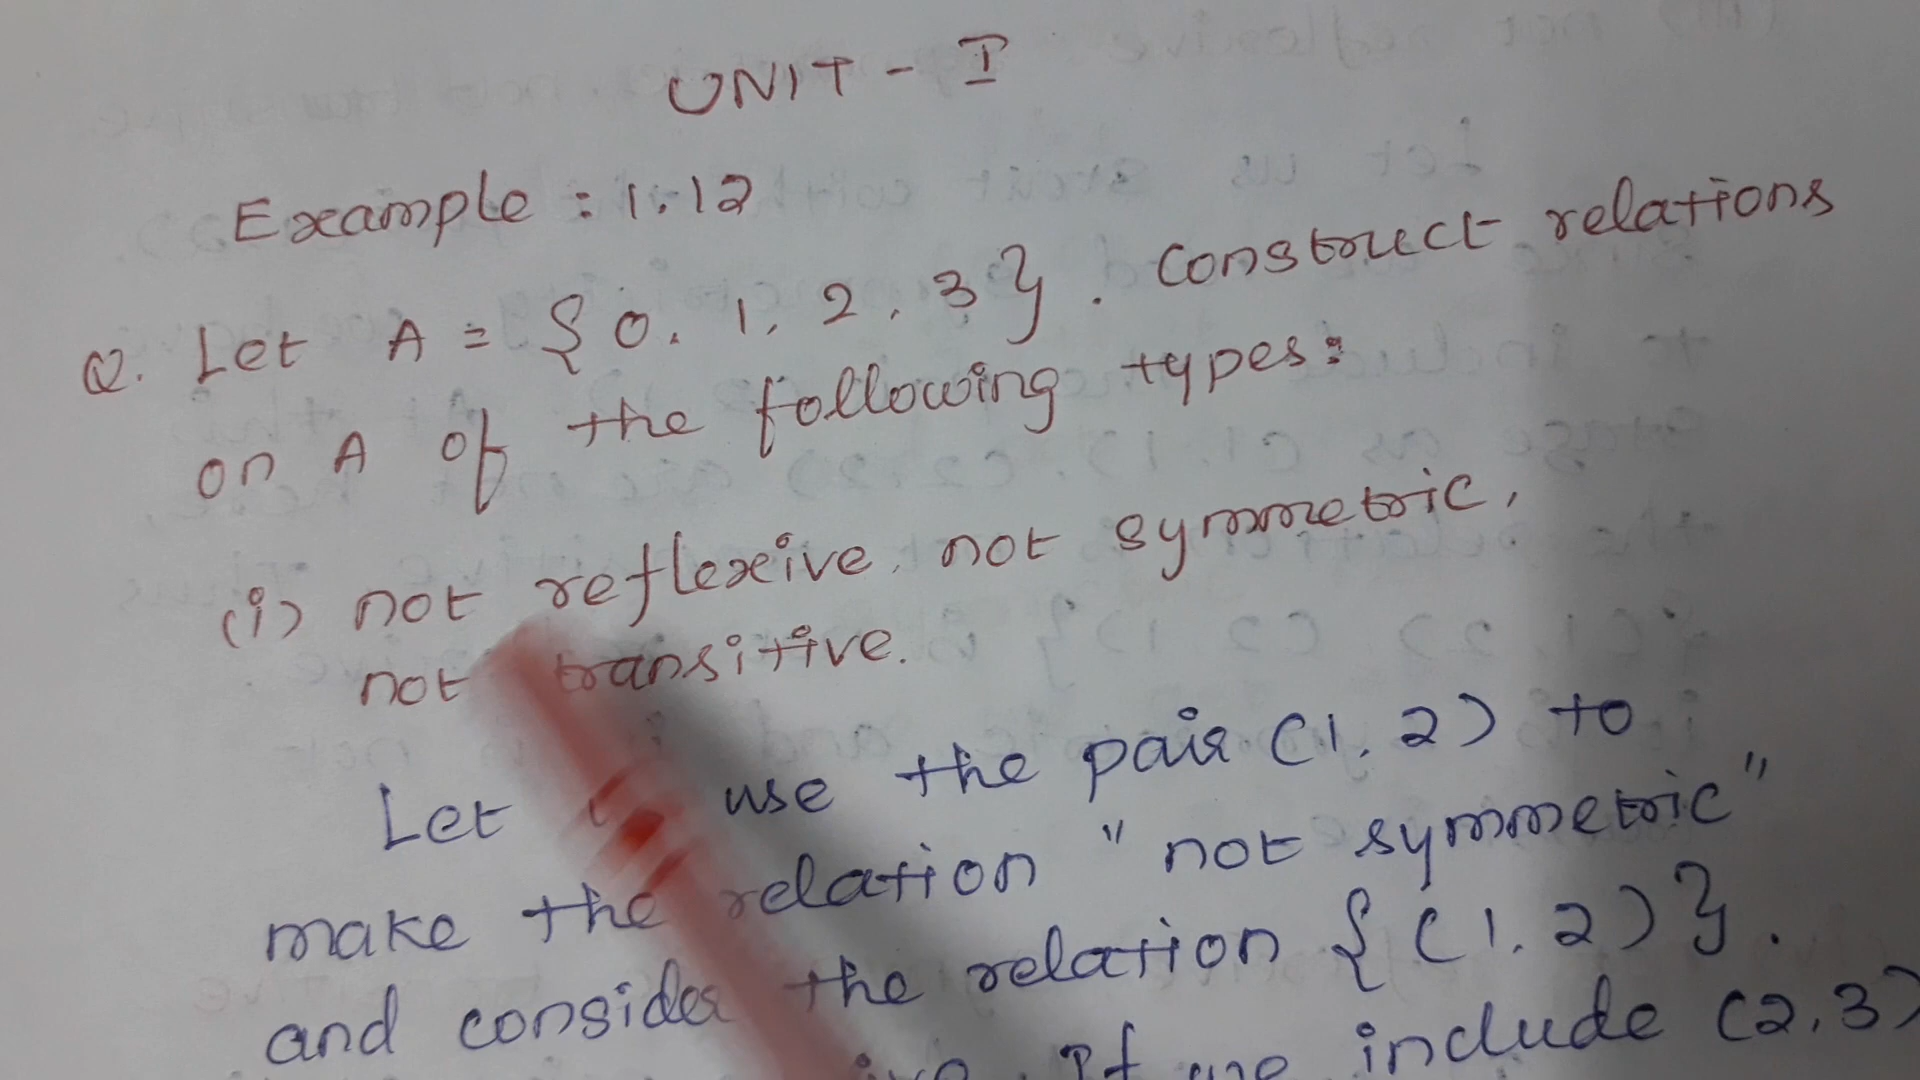 UNIT - I
Example : 1.12
Q. Let A = {0, 1, 2, 3}. Construct relations
on A of the following types:
(i) not reflexive, not symmetric,
not transitive.
Let use the pair (1, 2) to
make the relation "not symmetric"
and consider the relation {(1, 2)}.
If we include (2, 3)